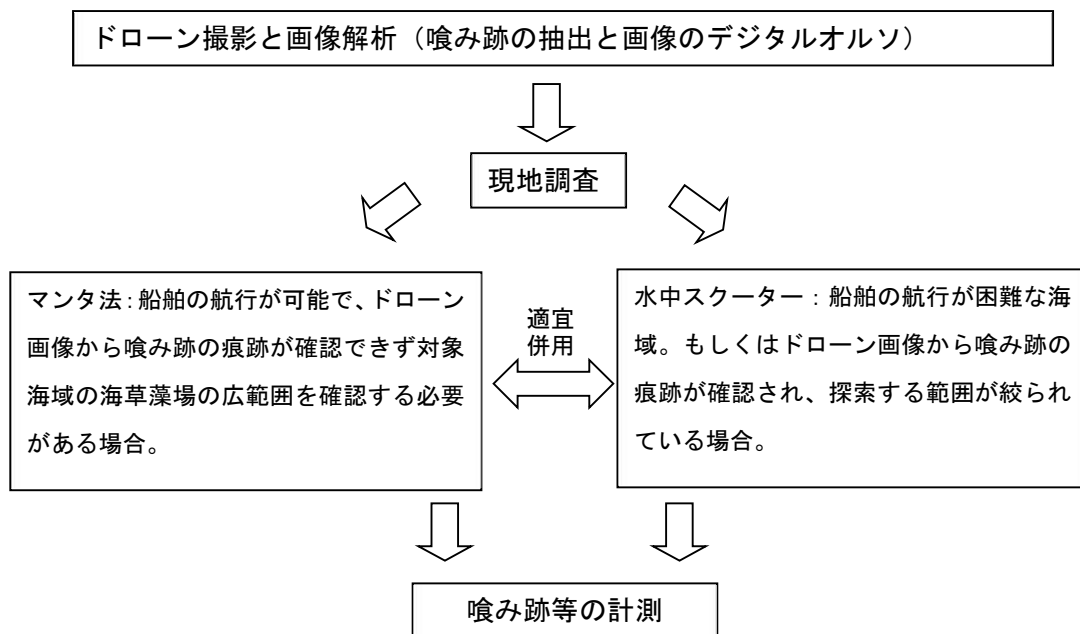 ドローン撮影と画像解析（喰み跡の抽出と画像のデジタルオルソ）
現地調査
マンタ法：船舶の航行が可能で、ドローン
画像から喰み跡の痕跡が確認できず対象
海域の海草藻場の広範囲を確認する必要
がある場合。
適宜
併用
水中スクーター：船舶の航行が困難な海
域。もしくはドローン画像から喰み跡の
痕跡が確認され、探索する範囲が絞られ
ている場合。
喰み跡等の計測